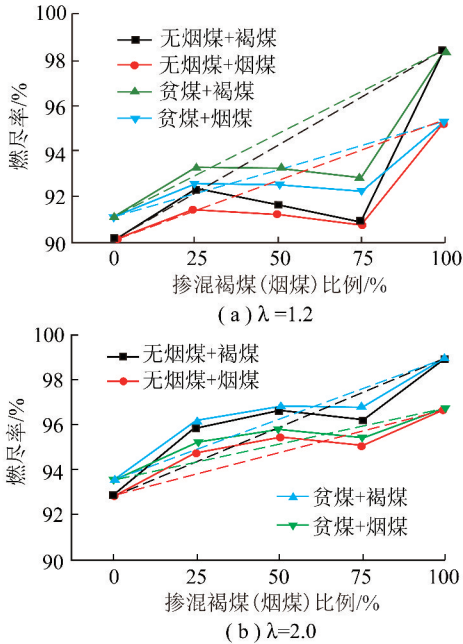 无烟煤+褐煤
无烟煤+烟煤
贫煤+褐煤
贫煤+烟煤
燃尽率/%
98
96
94
92
90
0 25 50 75 100
掺混褐煤(烟煤)比例/%
(a)λ=1.2
无烟煤+褐煤
无烟煤+烟煤
贫煤+褐煤
贫煤+烟煤
燃尽率/%
100
98
96
94
92
90
0 25 50 75 100
掺混褐煤(烟煤)比例/%
(b)λ=2.0